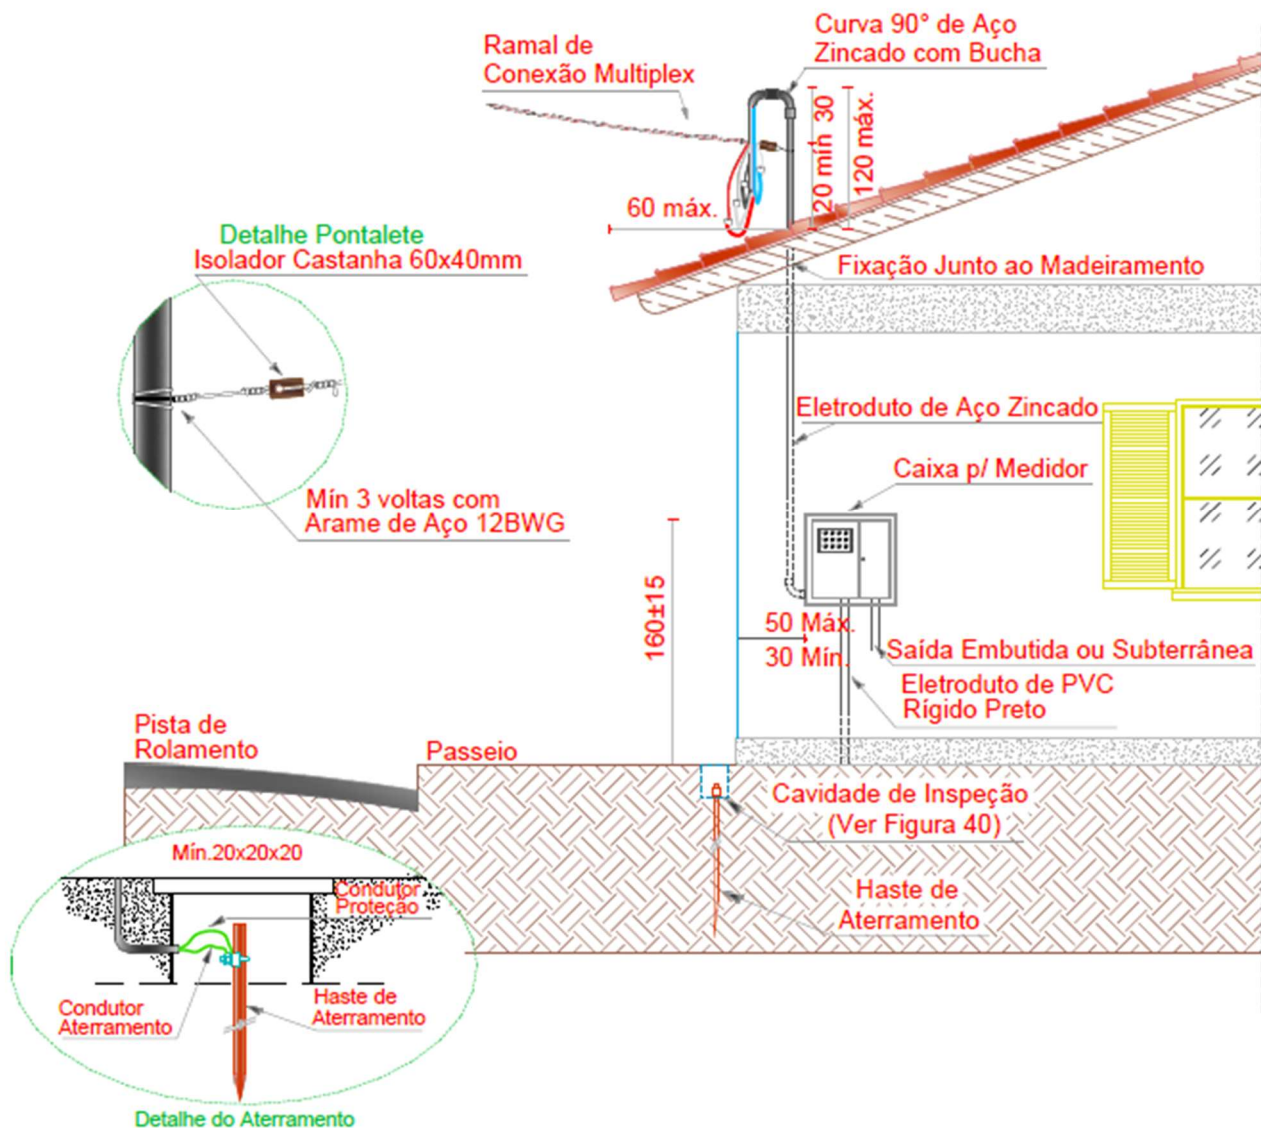 Curva 90° de Aço
Zincado com Bucha
Ramal de
Conexão Multiplex
20 mín 30
120 máx.
60 máx.
Detalhe Pontalete
Isolador Castanha 60x40mm
Fixação Junto ao Madeiramento
Eletroduto de Aço Zincado
Caixa p/ Medidor
Mín 3 voltas com
Arame de Aço 12BWG
160±15
50 Máx.
30 Mín.
Saída Embutida ou Subterrânea
Eletroduto de PVC
Rígido Preto
Pista de
Rolamento
Passeio
Cavidade de Inspeção
(Ver Figura 40)
Haste de
Aterramento
Mín.20x20x20
Condutor
Proteção
Condutor
Aterramento
Haste de
Aterramento
Detalhe do Aterramento